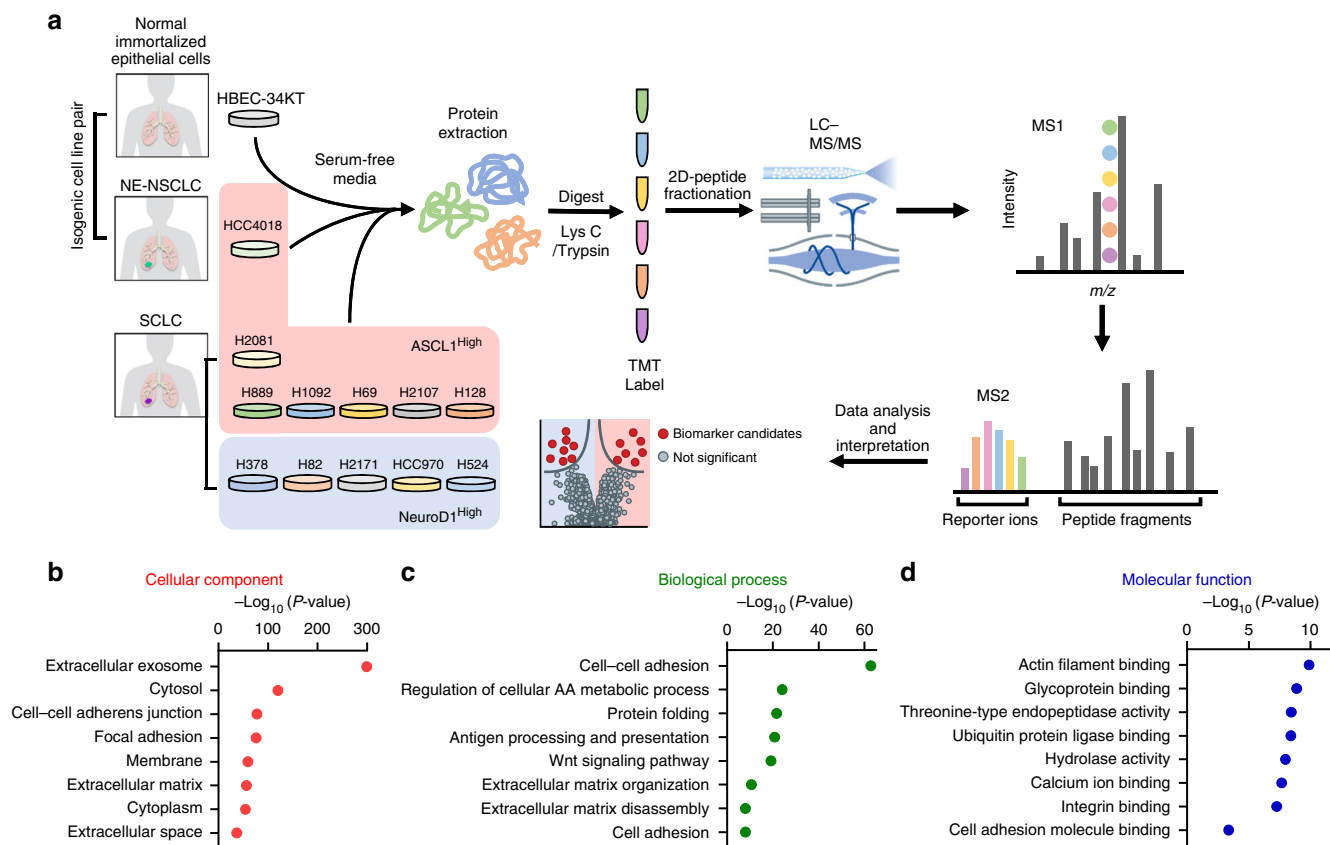 a
Normal
immortalized
epithelial cells
Isogenic cell line pair
HBEC-34KT
NE-NSCLC
HCC4018
SCLC
H2081
ASCL1High
H889 H1092 H69 H2107 H128
H378 H82 H2171 HCC970 H524
NeuroD1High
Serum-free
media
Protein
extraction
Digest
Lys C
/Trypsin
TMT
Label
2D-peptide
fractionation
LC–
MS/MS
MS1
Intensity
m/z
MS2
Reporter ions
Peptide fragments
Data analysis
and
interpretation
Biomarker candidates
Not significant
b
Cellular component
–Log10 (P-value)
0 100 200 300
Extracellular exosome
Cytosol
Cell–cell adherens junction
Focal adhesion
Membrane
Extracellular matrix
Cytoplasm
Extracellular space
c
Biological process
–Log10 (P-value)
0 20 40 60
Cell–cell adhesion
Regulation of cellular AA metabolic process
Protein folding
Antigen processing and presentation
Wnt signaling pathway
Extracellular matrix organization
Extracellular matrix disassembly
Cell adhesion
d
Molecular function
–Log10 (P-value)
0 5 10
Actin filament binding
Glycoprotein binding
Threonine-type endopeptidase activity
Ubiquitin protein ligase binding
Hydrolase activity
Calcium ion binding
Integrin binding
Cell adhesion molecule binding